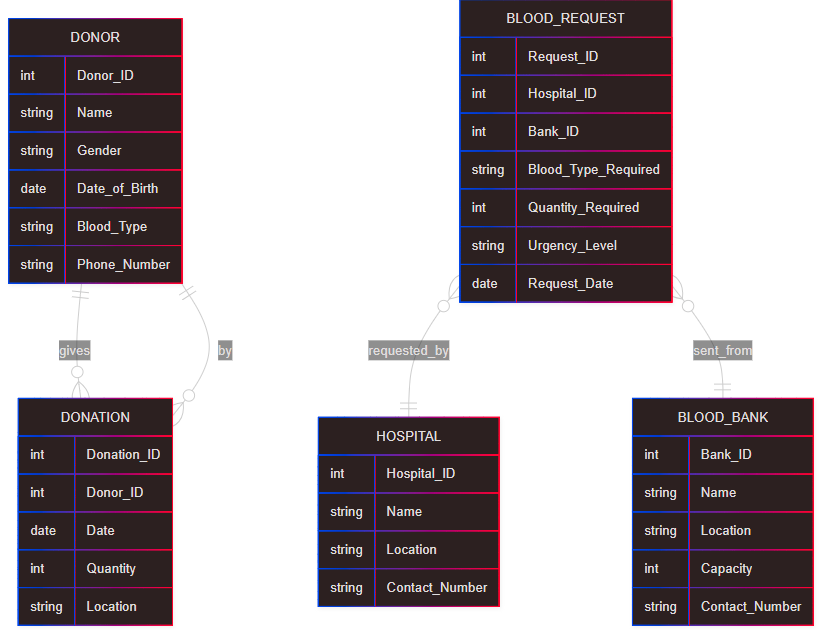 DONOR
int Donor_ID
string Name
string Gender
date Date_of_Birth
string Blood_Type
string Phone_Number
BLOOD_REQUEST
int Request_ID
int Hospital_ID
int Bank_ID
string Blood_Type_Required
int Quantity_Required
string Urgency_Level
date Request_Date
gives
by
requested_by
sent_from
DONATION
int Donation_ID
int Donor_ID
date Date
int Quantity
string Location
HOSPITAL
int Hospital_ID
string Name
string Location
string Contact_Number
BLOOD_BANK
int Bank_ID
string Name
string Location
int Capacity
string Contact_Number